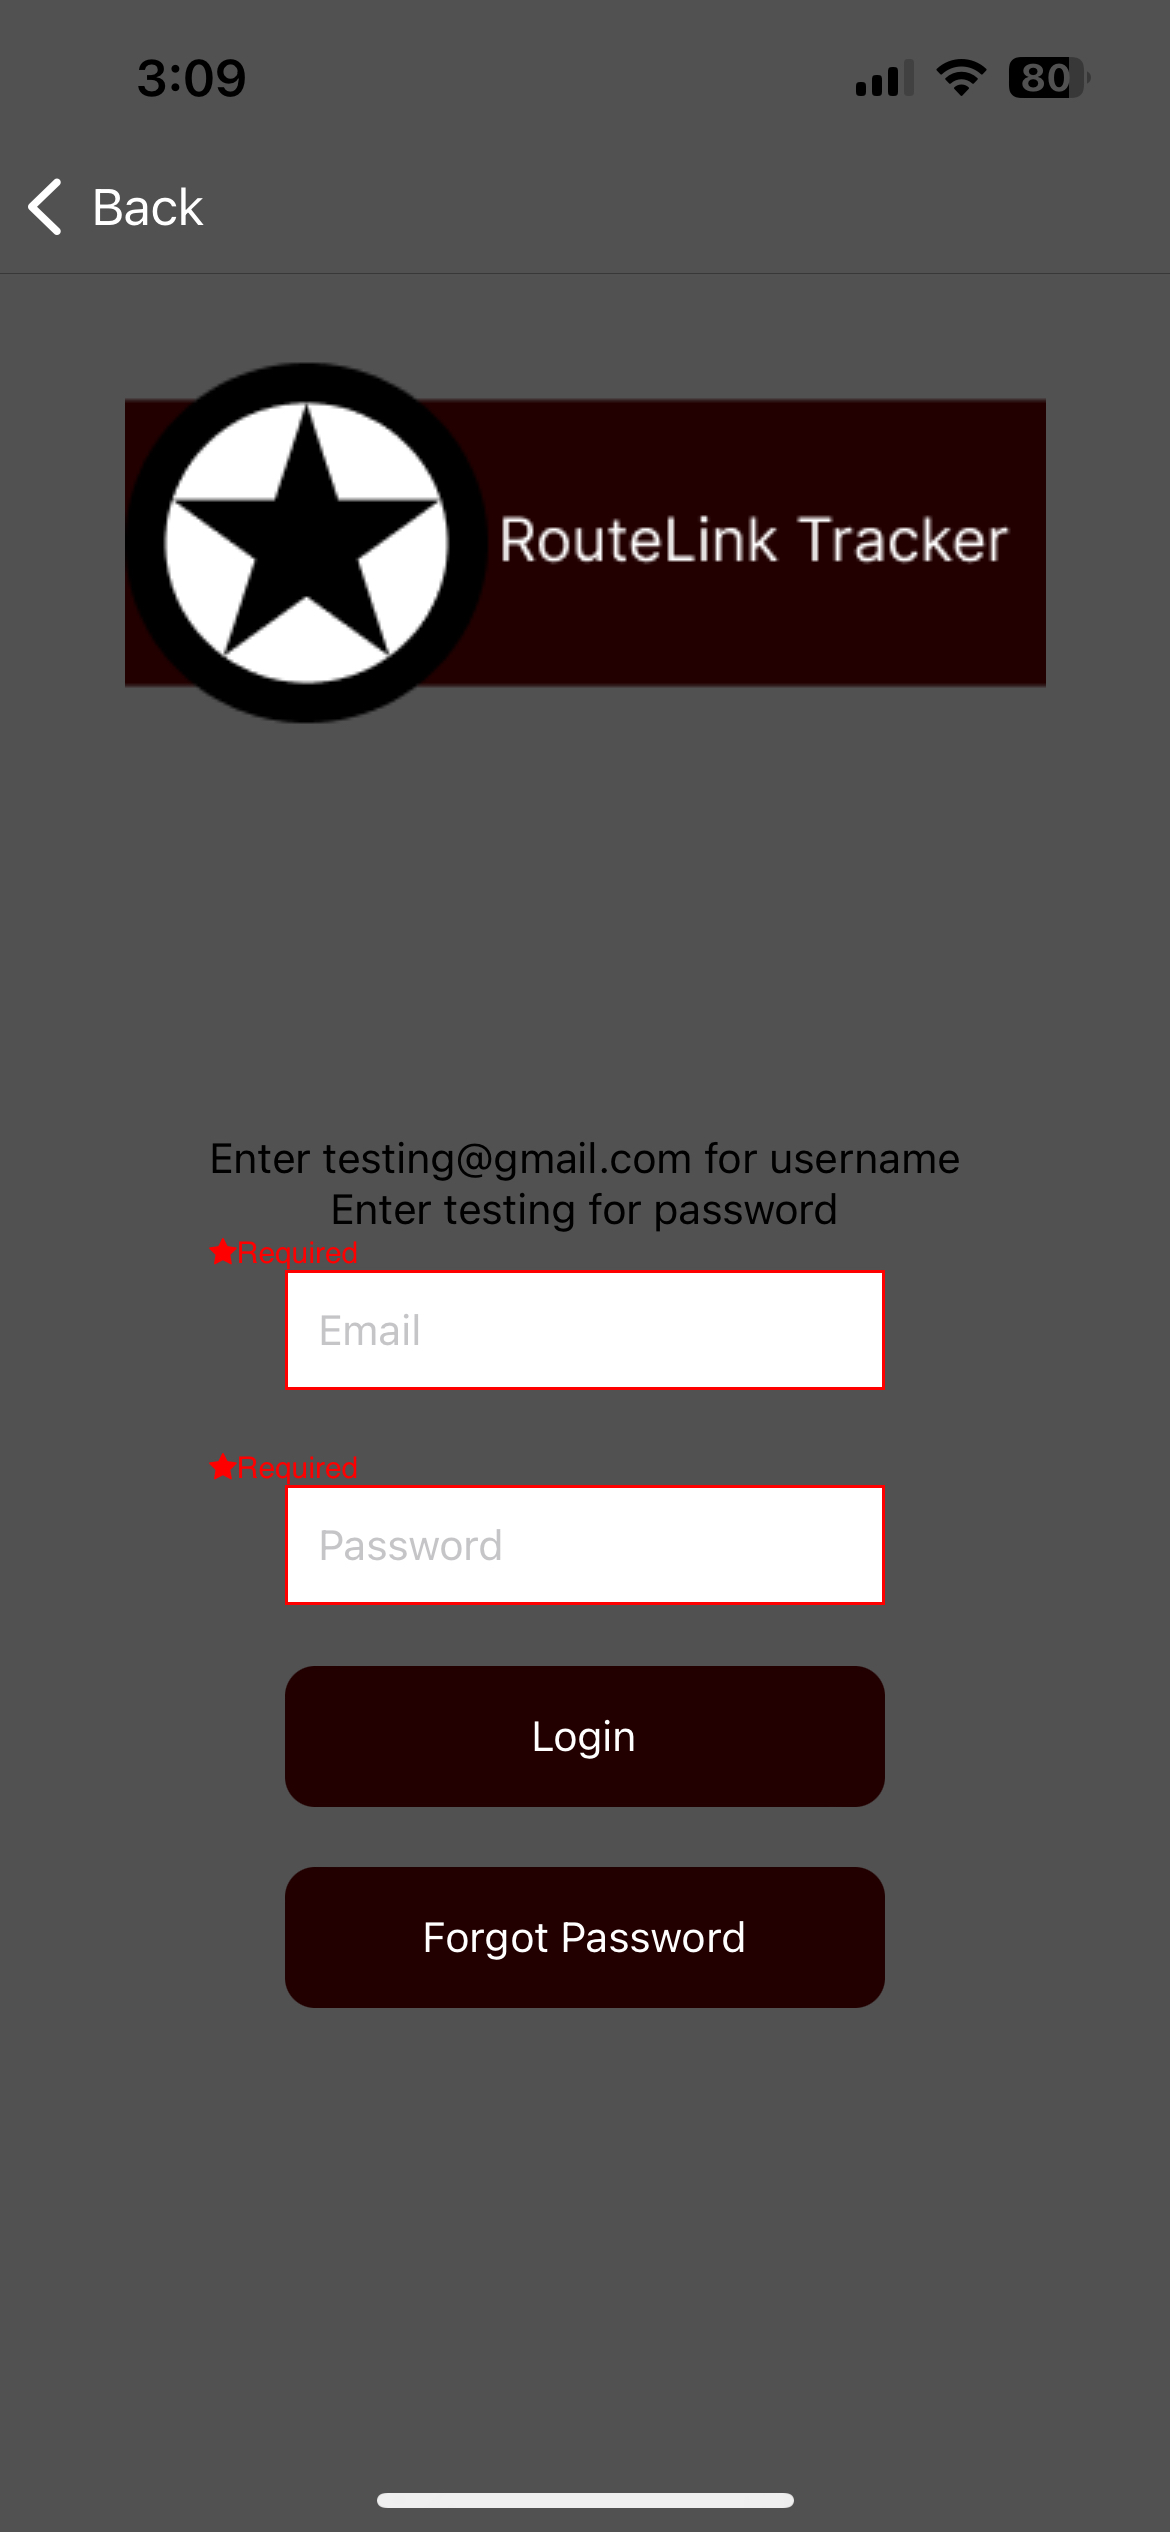 3:09
80
Back
RouteLink Tracker
Enter testing@gmail.com for username
Enter testing for password
Required
Email
Required
Password
Login
Forgot Password